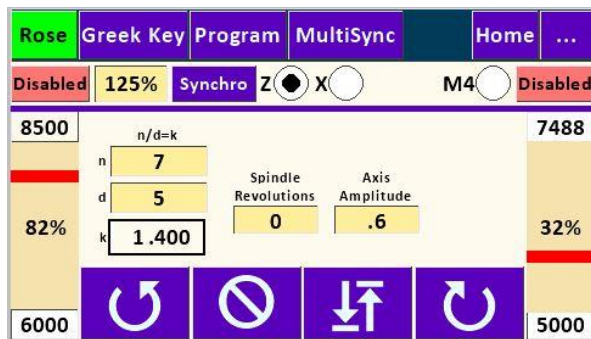 Rose Greek Key Program MultiSync Home ...
Disabled 125% Synchro Z X M4 Disabled
8500 n/d=k 7488
n 7
Spindle Revolutions Axis Amplitude
d 5
0 .6
82% k 1.400 32%
6000 5000